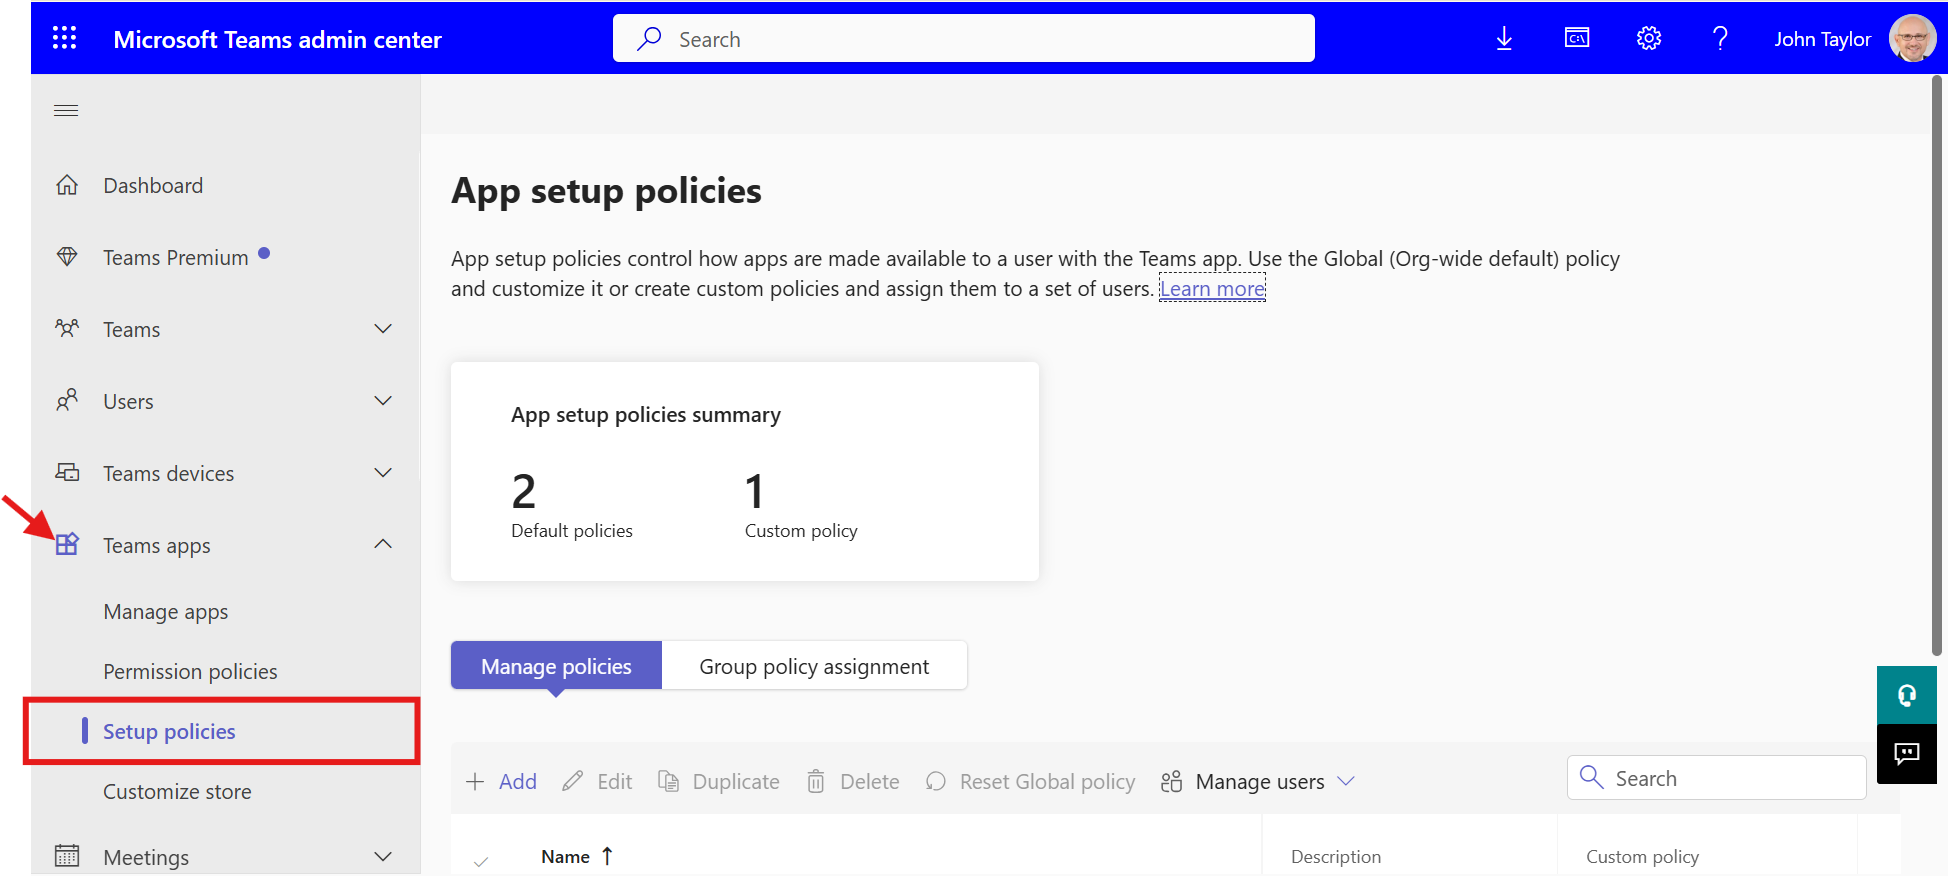 Microsoft Teams admin center
Search
John Taylor
Dashboard
Teams Premium
Teams
Users
Teams devices
Teams apps
Manage apps
Permission policies
Setup policies
Customize store
Meetings
App setup policies
App setup policies control how apps are made available to a user with the Teams app. Use the Global (Org-wide default) policy
and customize it or create custom policies and assign them to a set of users. Learn more
App setup policies summary
2
Default policies
1
Custom policy
Manage policies
Group policy assignment
Add
Edit
Duplicate
Delete
Reset Global policy
Manage users
Search
Name ↑
Description
Custom policy